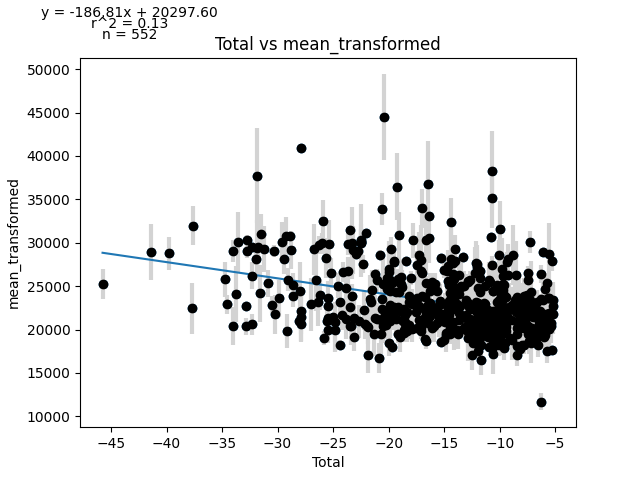 y = -186.81x + 20297.60
r^2 = 0.13
n = 552
Total vs mean_transformed
50000
45000
40000
35000
30000
25000
20000
15000
10000
mean_transformed
−45 −40 −35 −30 −25 −20 −15 −10 −5
Total